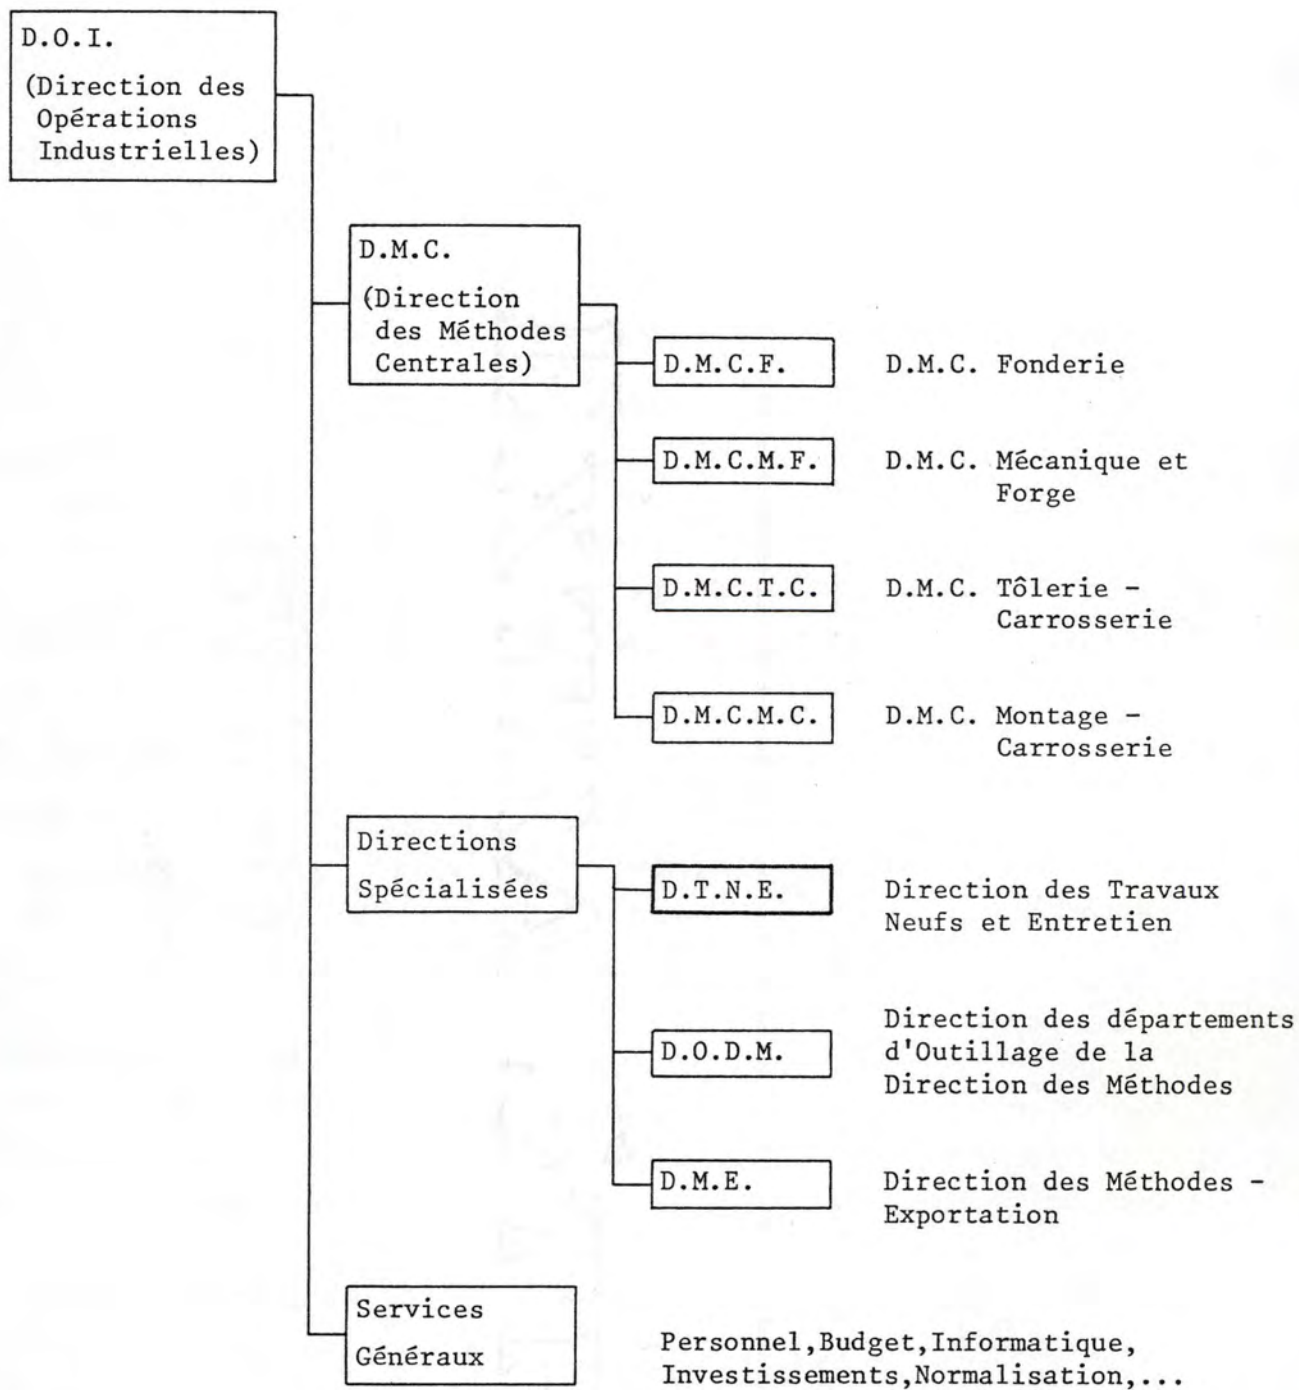 D.O.I.
(Direction des
Opérations
Industrielles)
D.M.C.
(Direction
des Méthodes
Centrales)
D.M.C.F. D.M.C. Fonderie
D.M.C.M.F. D.M.C. Mécanique et
Forge
D.M.C.T.C. D.M.C. Tôlerie -
Carrosserie
D.M.C.M.C. D.M.C. Montage -
Carrosserie
Directions
Spécialisées
D.T.N.E. Direction des Travaux
Neufs et Entretien
Direction des départements
D.O.D.M. d'Outillage de la
Direction des Méthodes
D.M.E. Direction des Méthodes -
Exportation
Services
Généraux
Personnel,Budget,Informatique,
Investissements,Normalisation,...